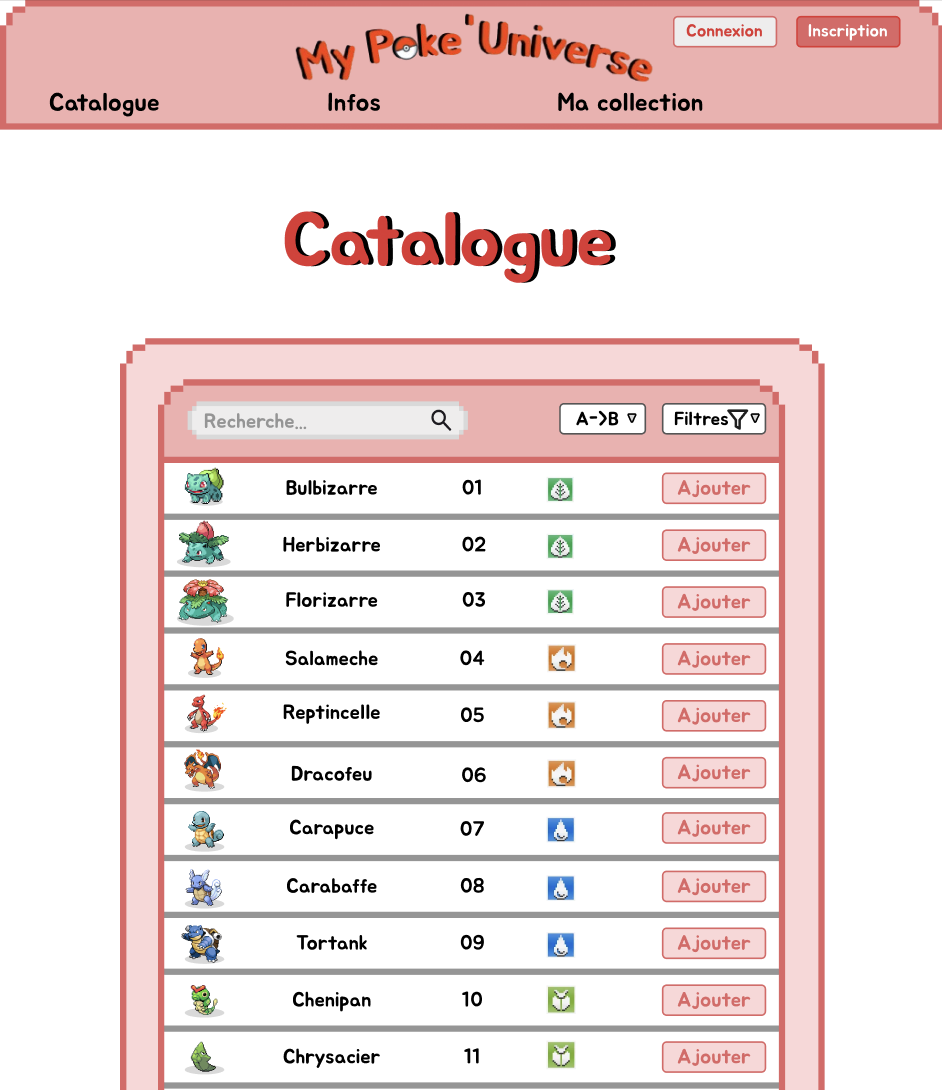 My Poke'Universe
Connexion
Inscription
Catalogue
Infos
Ma collection
Catalogue
Recherche...
A->B
Filtres
Bulbizarre 01 Ajouter
Herbizarre 02 Ajouter
Florizarre 03 Ajouter
Salameche 04 Ajouter
Reptincelle 05 Ajouter
Dracofeu 06 Ajouter
Carapuce 07 Ajouter
Carabaffe 08 Ajouter
Tortank 09 Ajouter
Chenipan 10 Ajouter
Chrysacier 11 Ajouter